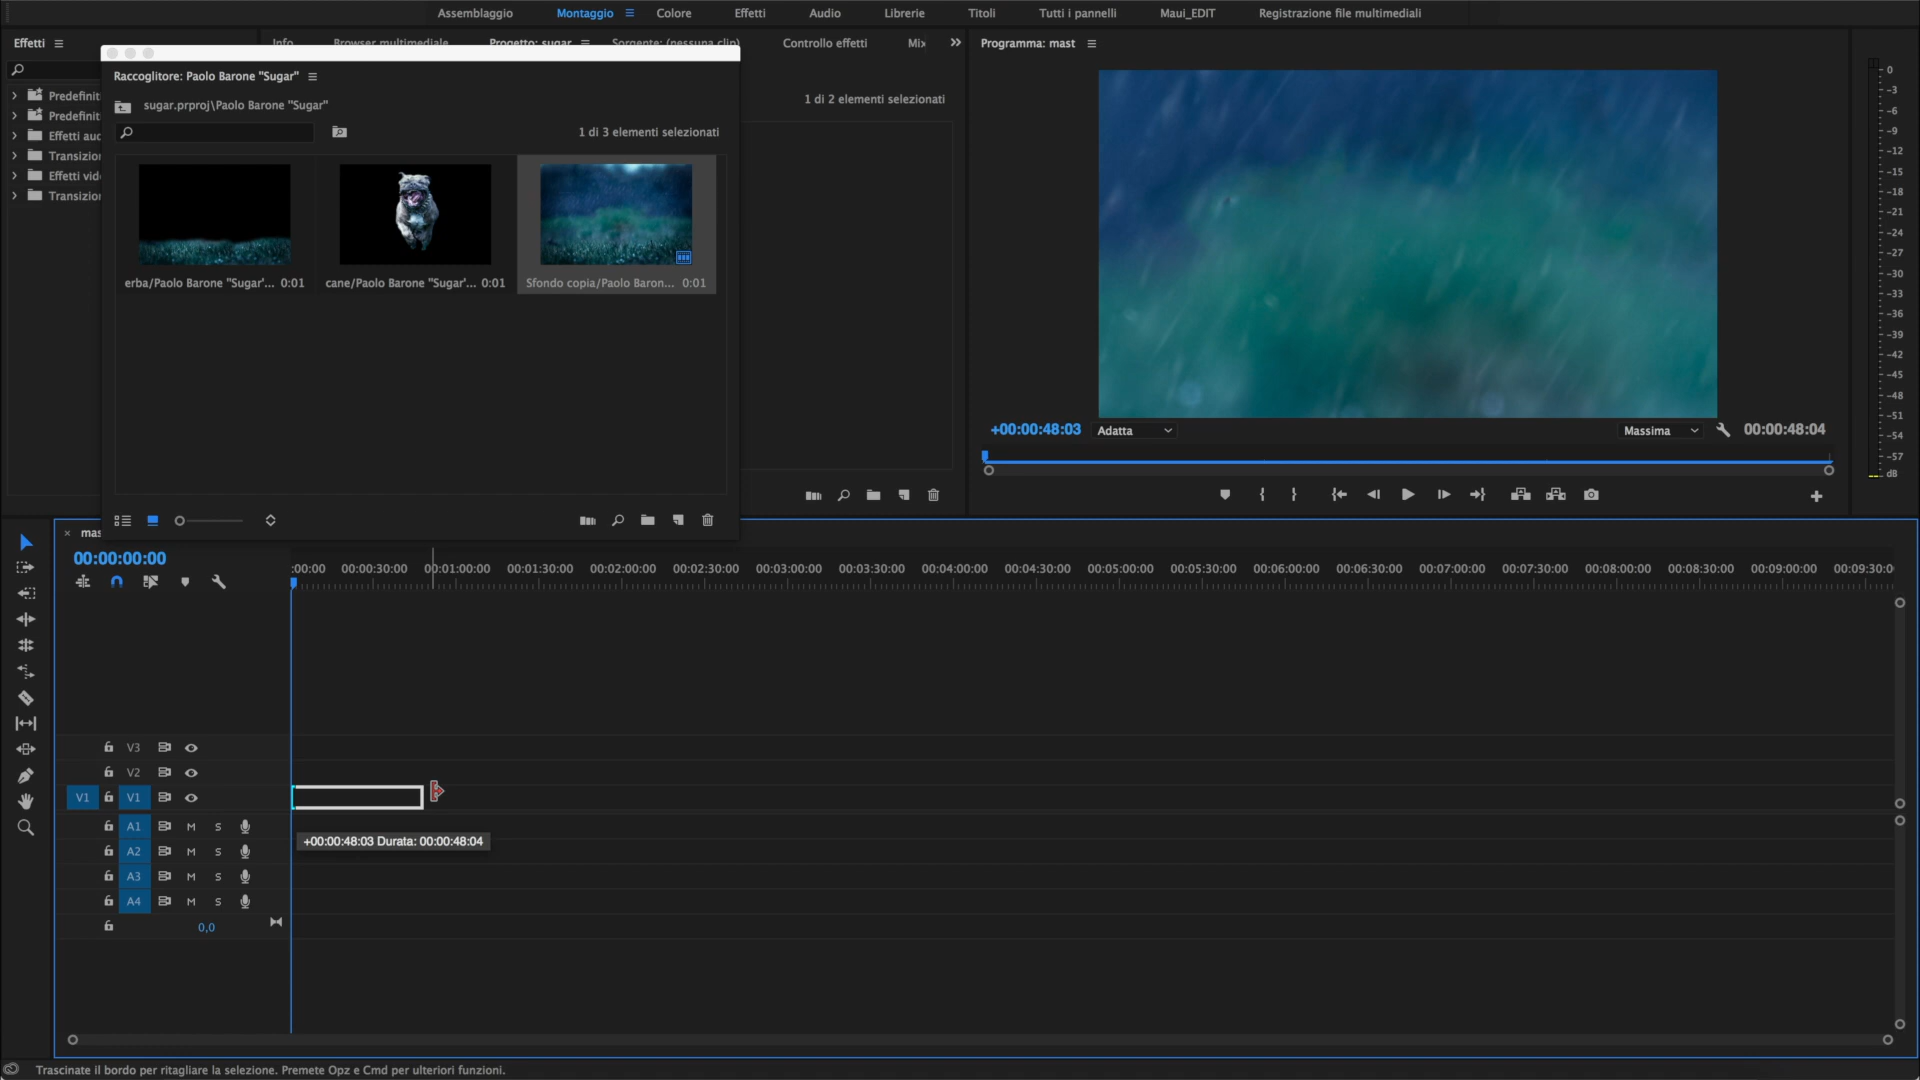 Assemblaggio Montaggio Colore Effetti Audio Librerie Titoli Tutti i pannelli Maui_EDIT Registrazione file multimediali
Effetti
Info Browser multimediale Progetto: sugar Sorgente: (nessuna clip) Controllo effetti Mix
Programma: mast
Raccoglitore: Paolo Barone "Sugar"
sugar.prproj\Paolo Barone "Sugar"
1 di 2 elementi selezionati
1 di 3 elementi selezionati
Predefinit
Predefinit
Effetti aud
Transizion
Effetti vide
Transizion
erba/Paolo Barone "Sugar'... 0:01
cane/Paolo Barone "Sugar'... 0:01
Sfondo copia/Paolo Baron... 0:01
+00:00:48:03 Adatta Massima 00:00:48:04
0
-3
-6
-9
-12
-15
-18
-21
-24
-27
-30
-33
-36
-39
-42
-45
-48
-51
-54
-57
dB
mas
00:00:00:00
:00:00 00:00:30:00 00:01:00:00 00:01:30:00 00:02:00:00 00:02:30:00 00:03:00:00 00:03:30:00 00:04:00:00 00:04:30:00 00:05:00:00 00:05:30:00 00:06:00:00 00:06:30:00 00:07:00:00 00:07:30:00 00:08:00:00 00:08:30:00 00:09:00:00 00:09:30:0
V3
V2
V1 V1
A1 M S
A2 M S
A3 M S
A4 M S
0,0
+00:00:48:03 Durata: 00:00:48:04
Trascinate il bordo per ritagliare la selezione. Premete Opz e Cmd per ulteriori funzioni.